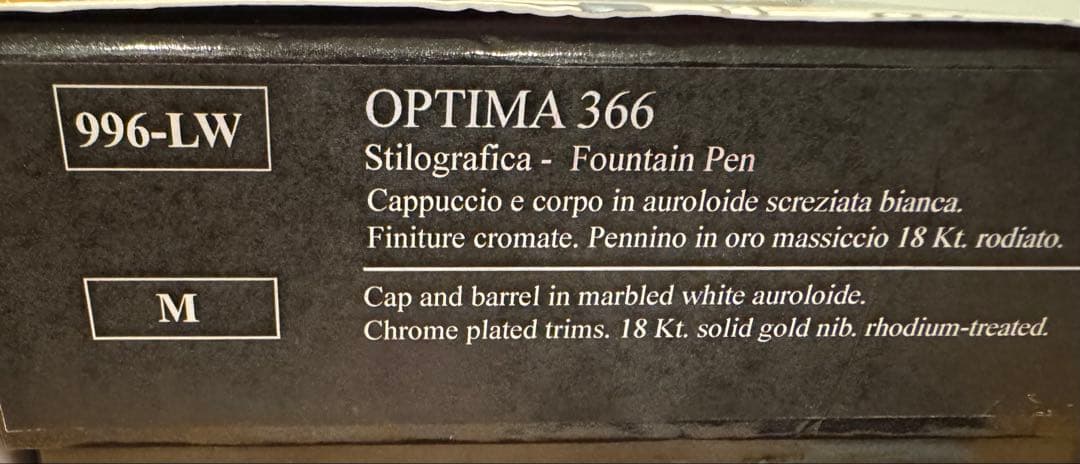 996-LW
OPTIMA 366
Stilografica - Fountain Pen
Cappuccio e corpo in auroloide screziata bianca.
Finiture cromate. Pennino in oro massiccio 18 Kt. rodiato.
M
Cap and barrel in marbled white auroloide.
Chrome plated trims. 18 Kt. solid gold nib. rhodium-treated.